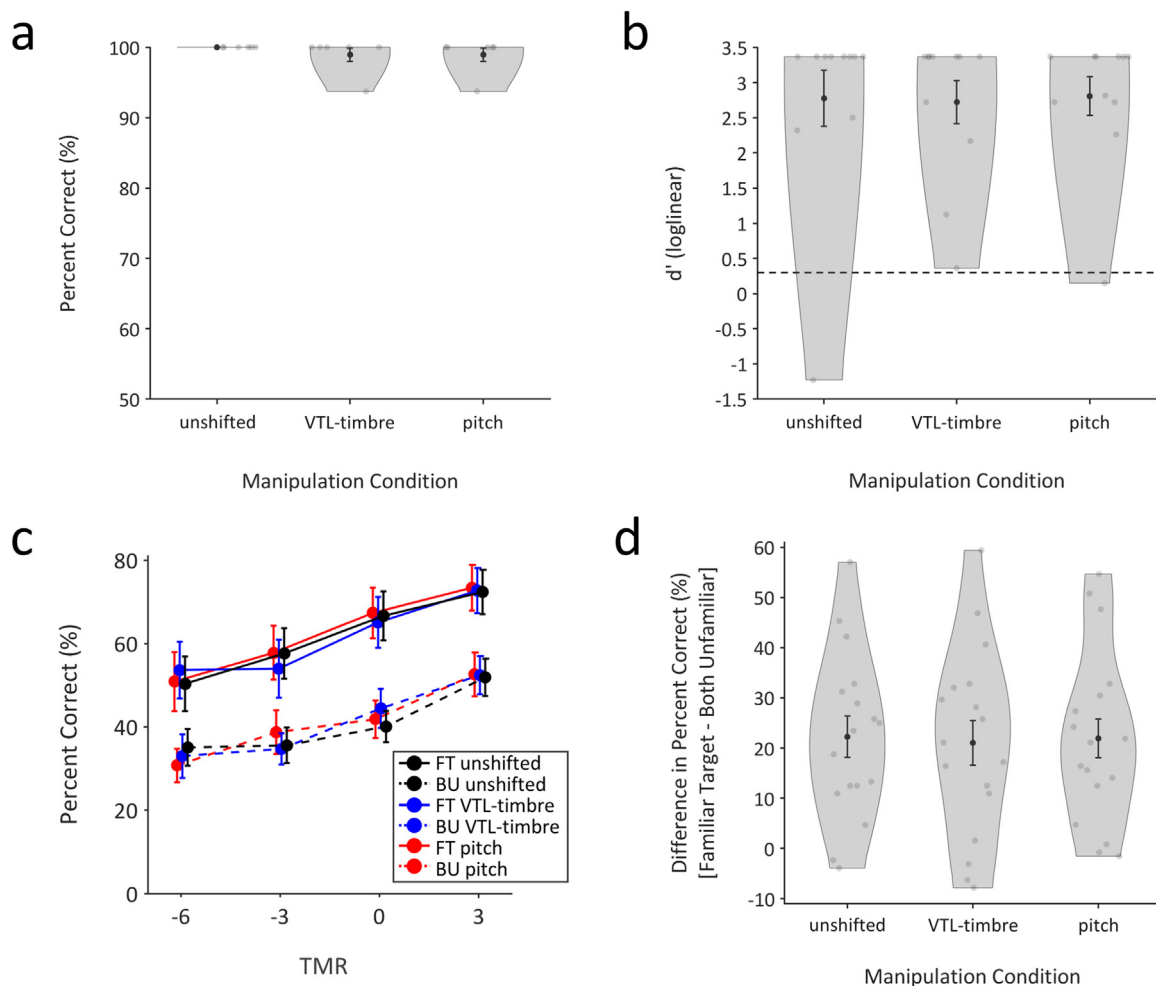 a
Percent Correct (%)
100
90
80
70
60
50
unshifted
VTL-timbre
pitch
Manipulation Condition
b
d' (loglinear)
3.5
3
2.5
2
1.5
1
0.5
0
-0.5
-1
-1.5
unshifted
VTL-timbre
pitch
Manipulation Condition
c
Percent Correct (%)
80
60
40
20
0
-6
-3
0
3
TMR
FT unshifted
BU unshifted
FT VTL-timbre
BU VTL-timbre
FT pitch
BU pitch
d
Difference in Percent Correct (%)
[Familiar Target - Both Unfamiliar]
60
50
40
30
20
10
0
-10
unshifted
VTL-timbre
pitch
Manipulation Condition